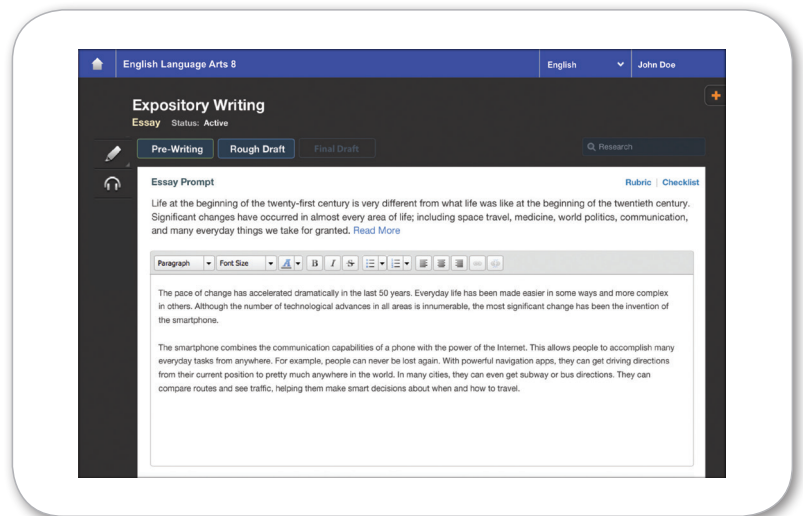 English Language Arts 8
English
John Doe
Expository Writing
Essay Status: Active
Pre-Writing
Rough Draft
Final Draft
Research
Essay Prompt
Rubric | Checklist
Life at the beginning of the twenty-first century is very different from what life was like at the beginning of the twentieth century.
Significant changes have occurred in almost every area of life; including space travel, medicine, world politics, communication,
and many everyday things we take for granted. Read More
Paragraph
Font Size
A
B
I
S
The pace of change has accelerated dramatically in the last 50 years. Everyday life has been made easier in some ways and more complex
in others. Although the number of technological advances in all areas is innumerable, the most significant change has been the invention of
the smartphone.
The smartphone combines the communication capabilities of a phone with the power of the Internet. This allows people to accomplish many
everyday tasks from anywhere. For example, people can never be lost again. With powerful navigation apps, they can get driving directions
from their current position to pretty much anywhere in the world. In many cities, they can even get subway or bus directions. They can
compare routes and see traffic, helping them make smart decisions about when and how to travel.